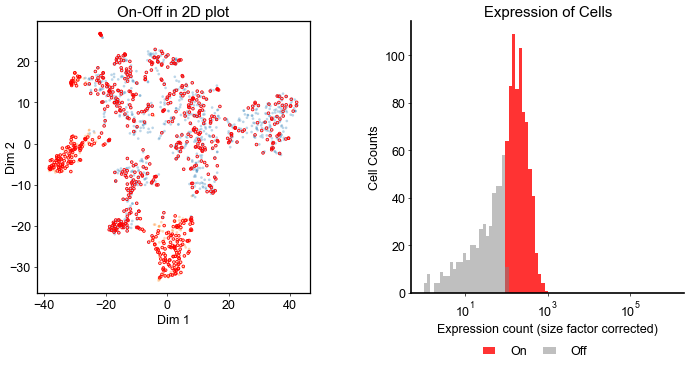 On-Off in 2D plot
20
10
0
−10
−20
−30
Dim 2
−40
−20
0
20
40
Dim 1
Expression of Cells
100
80
60
40
20
0
Cell Counts
10^1
10^3
10^5
Expression count (size factor corrected)
On
Off